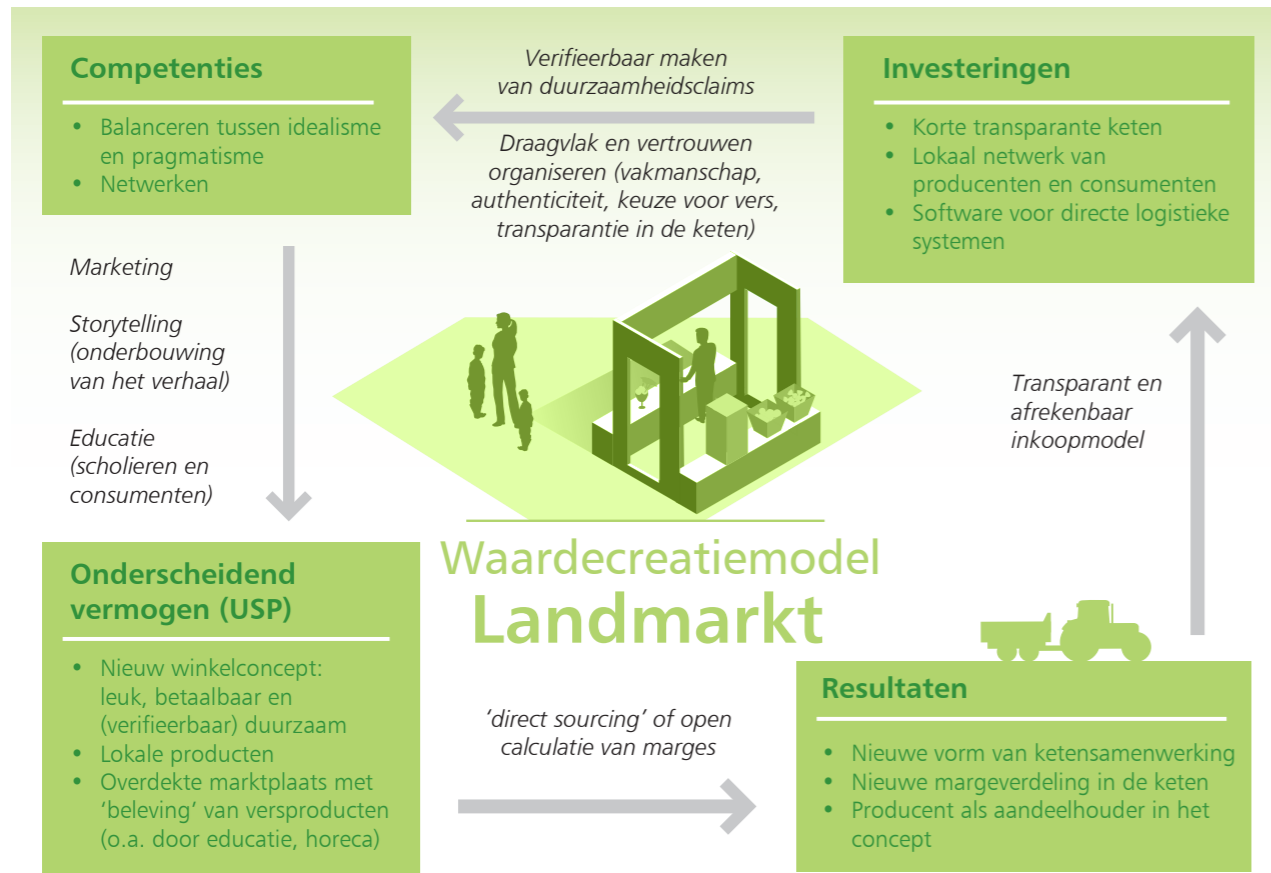 Competenties
• Balanceren tussen idealisme
en pragmatisme
• Netwerken
Verifieerbaar maken
van duurzaamheidsclaims
Draagvlak en vertrouwen
organiseren (vakmanschap,
authenticiteit, keuze voor vers,
transparantie in de keten)
Investeringen
• Korte transparante keten
• Lokaal netwerk van
producenten en consumenten
• Software voor directe logistieke
systemen
Marketing
Storytelling
(onderbouwing
van het verhaal)
Educatie
(scholieren en
consumenten)
Transparant en
afrekenbaar
inkoopmodel
Waardecreatiemodel
Landmarkt
Onderscheidend
vermogen (USP)
• Nieuw winkelconcept:
leuk, betaalbaar en
(verifieerbaar) duurzaam
• Lokale producten
• Overdekte marktplaats met
‘beleving’ van versproducten
(o.a. door educatie, horeca)
‘direct sourcing’ of open
calculatie van marges
Resultaten
• Nieuwe vorm van ketensamenwerking
• Nieuwe margeverdeling in de keten
• Producent als aandeelhouder in het
concept